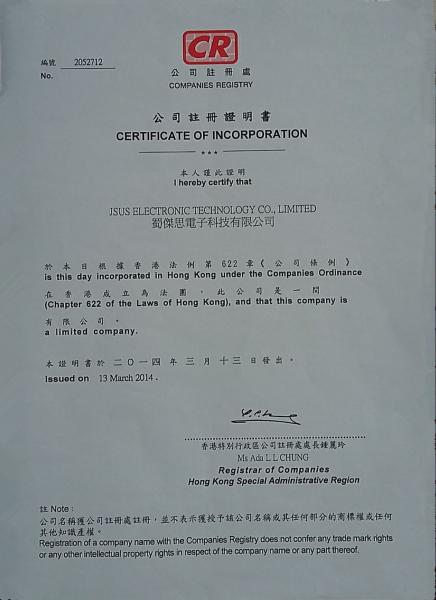 CR
編號 2052712
No.
公司註冊處
COMPANIES REGISTRY
公司註冊證明書
CERTIFICATE OF INCORPORATION
***
本人謹此證明
I hereby certify that
JSUS ELECTRONIC TECHNOLOGY CO., LIMITED
蜀傑思電子科技有限公司
於本日根據香港法例第622章《公司條例》
is this day incorporated in Hong Kong under the Companies Ordinance
在香港成立為法團，此公司是一間
(Chapter 622 of the Laws of Hong Kong), and that this company is
有限公司。
a limited company.
本證明書於二〇一四年三月十三日發出。
Issued on 13 March 2014.
香港特別行政區公司註冊處處長鍾麗玲
Ms Ada L L CHUNG
Registrar of Companies
Hong Kong Special Administrative Region
註 Note:
公司名稱獲公司註冊處註冊，並不表示獲授予該公司名稱或其任何部分的商標權或任何
其他知識產權。
Registration of a company name with the Companies Registry does not confer any trade mark rights
or any other intellectual property rights in respect of the company name or any part thereof.